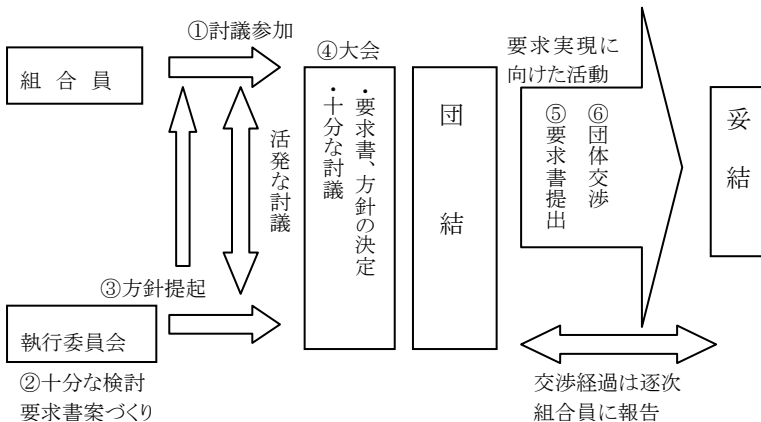 ①討議参加
組 合 員
活発な討議
③方針提起
執行委員会
②十分な検討
要求書案づくり
④大会
・要求書、方針の決定
・十分な討議
団 結
要求実現に
向けた活動
⑥団体交渉
⑤要求書提出
妥 結
交渉経過は逐次
組合員に報告